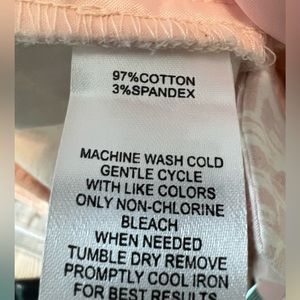 97%COTTON
3%SPANDEX
MACHINE WASH COLD
GENTLE CYCLE
WITH LIKE COLORS
ONLY NON-CHLORINE
BLEACH
WHEN NEEDED
TUMBLE DRY REMOVE
PROMPTLY COOL IRON
FOR BEST RESULTS